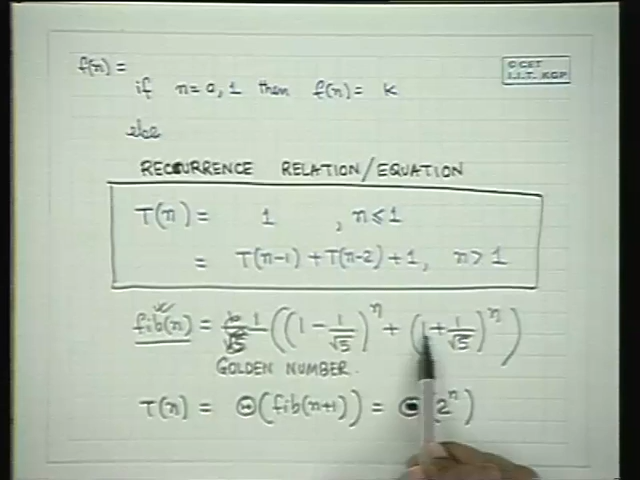 f(n) =
© CET
I.I.T. KGP
if n = 0, 1 then f(n) = k
else
RECURRENCE RELATION/EQUATION
T(n) = 1 , n ≤ 1
= T(n-1) + T(n-2) + 1, n > 1
fib(n) = 1 ((1 - 1/√5)^n + (1 + 1/√5)^n)
GOLDEN NUMBER.
T(n) = Θ(fib(n+1)) = (2^n)